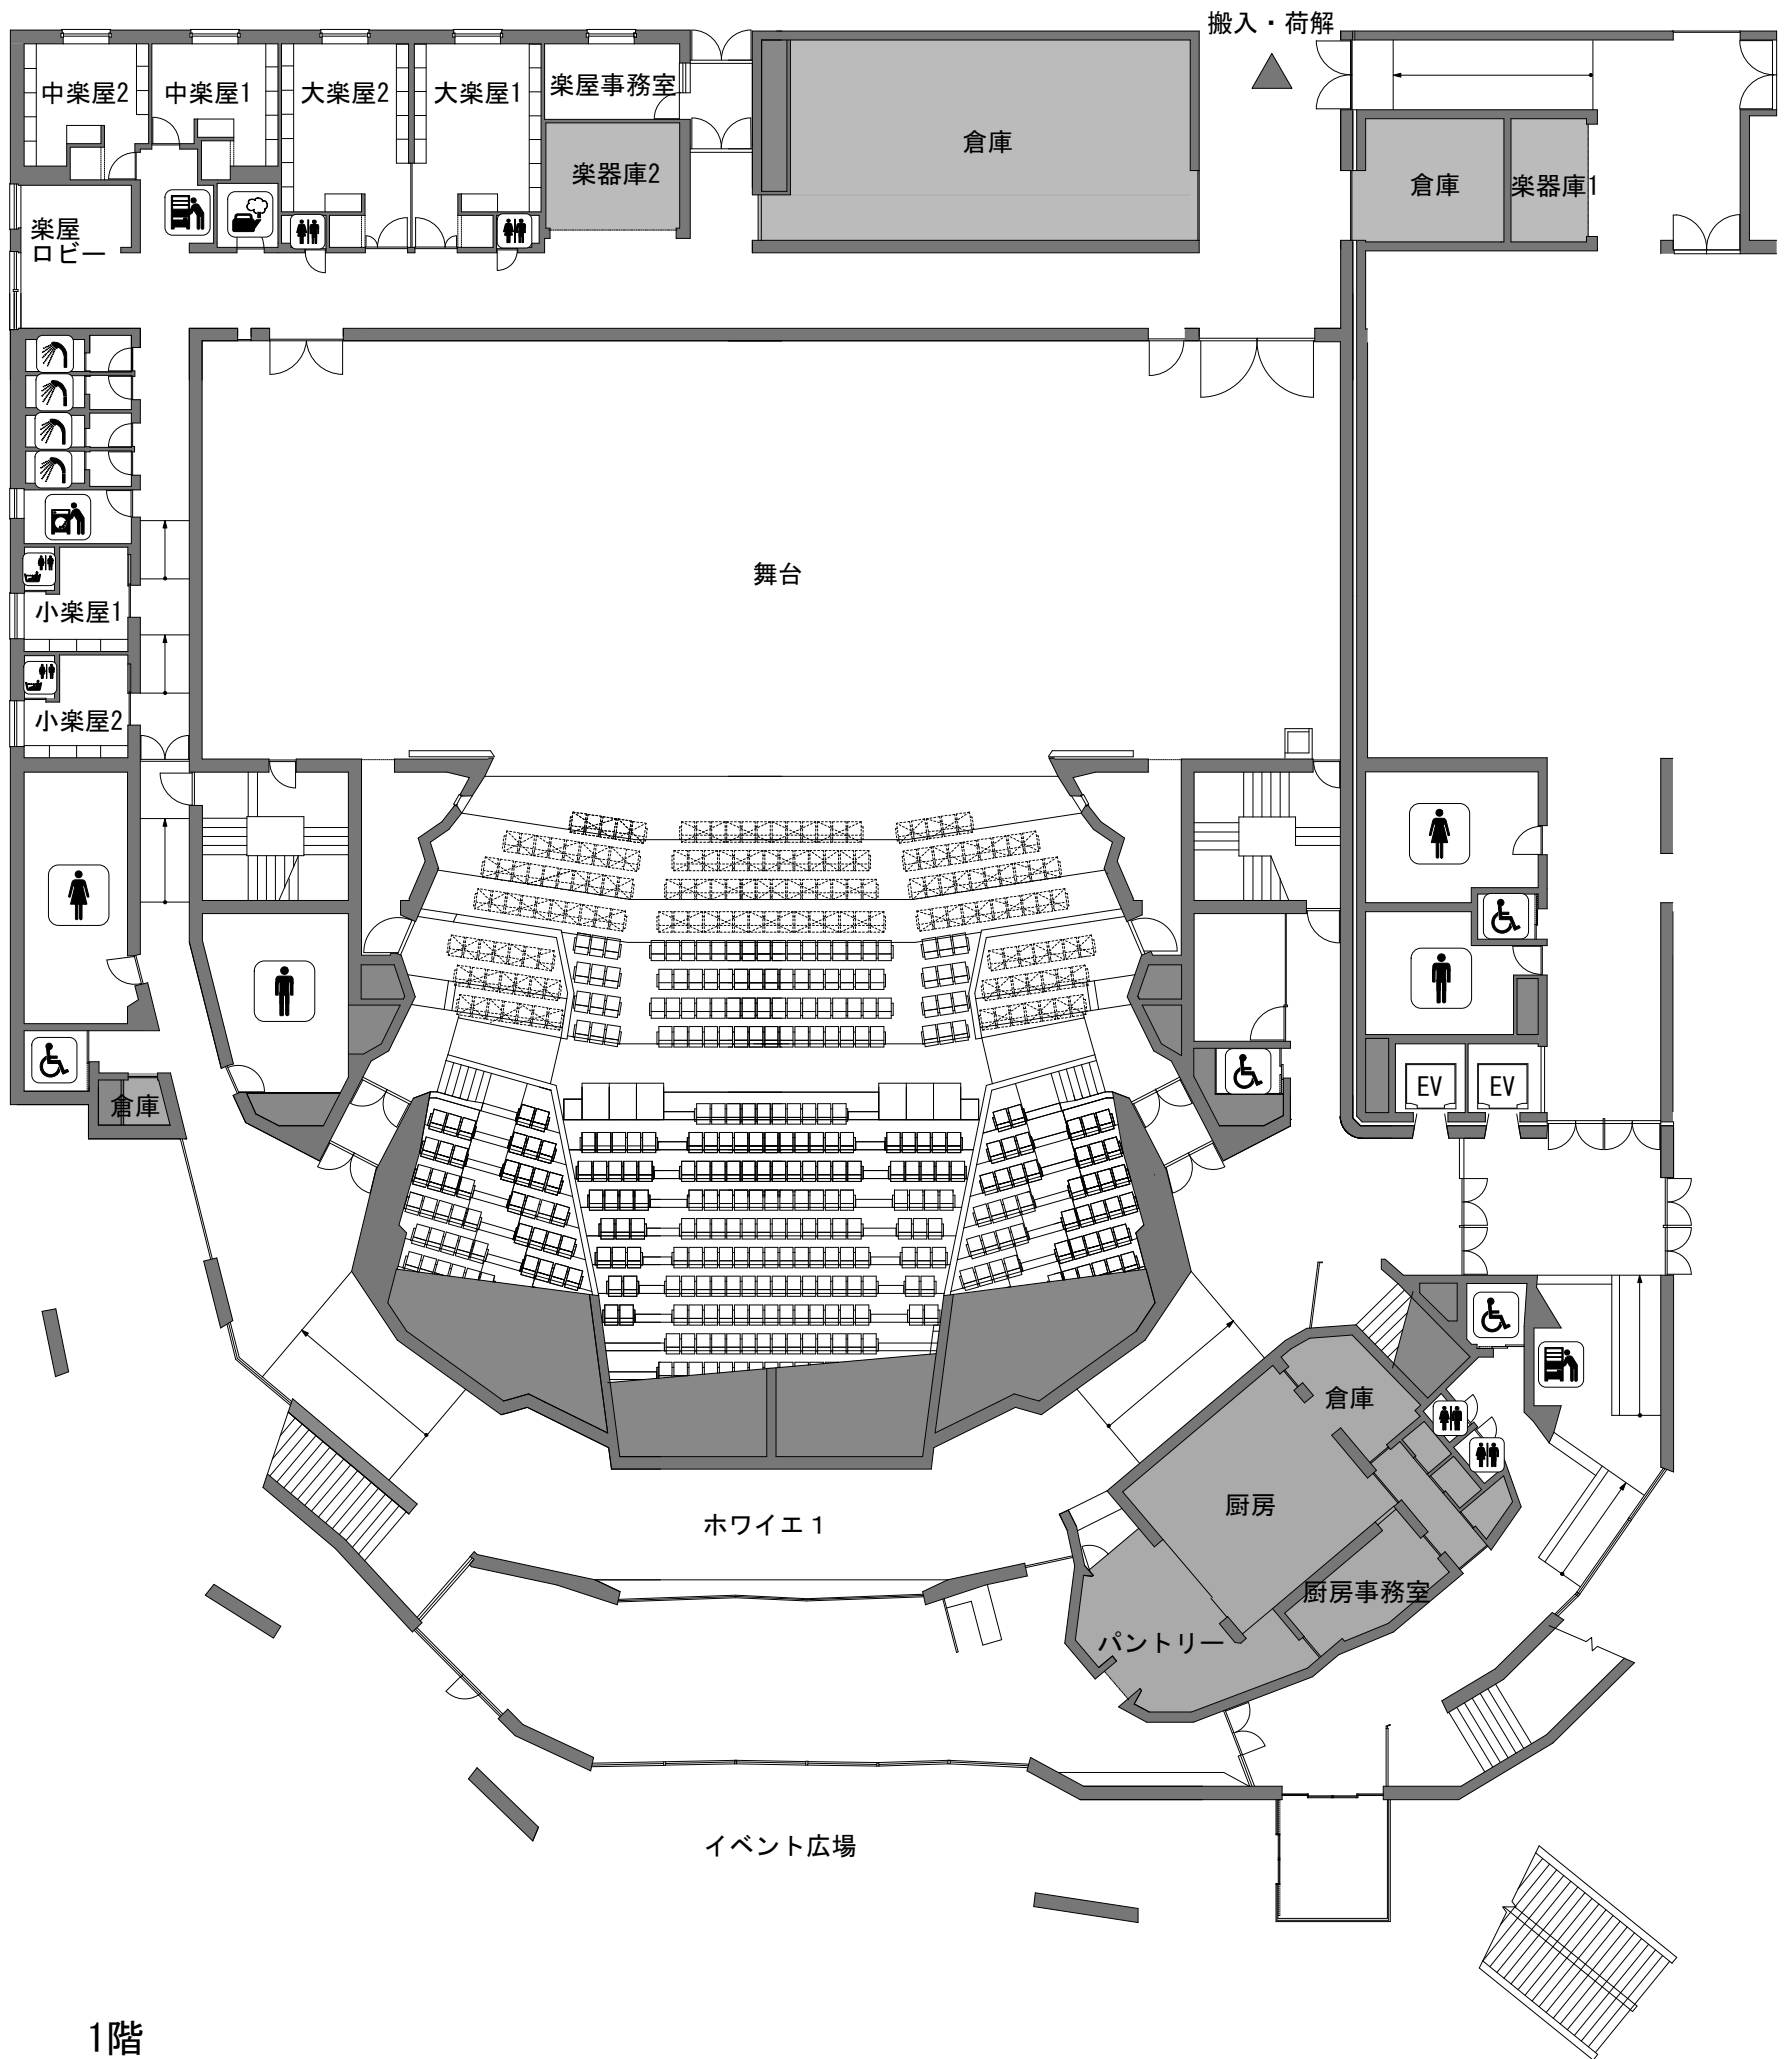 搬入・荷解
中楽屋2
中楽屋1
大楽屋2
大楽屋1
楽屋事務室
倉庫
楽器庫2
倉庫
楽器庫1
楽屋
ロビー
舞台
小楽屋1
小楽屋2
EV
EV
倉庫
倉庫
厨房
ホワイエ1
厨房事務室
パントリー
イベント広場
1階